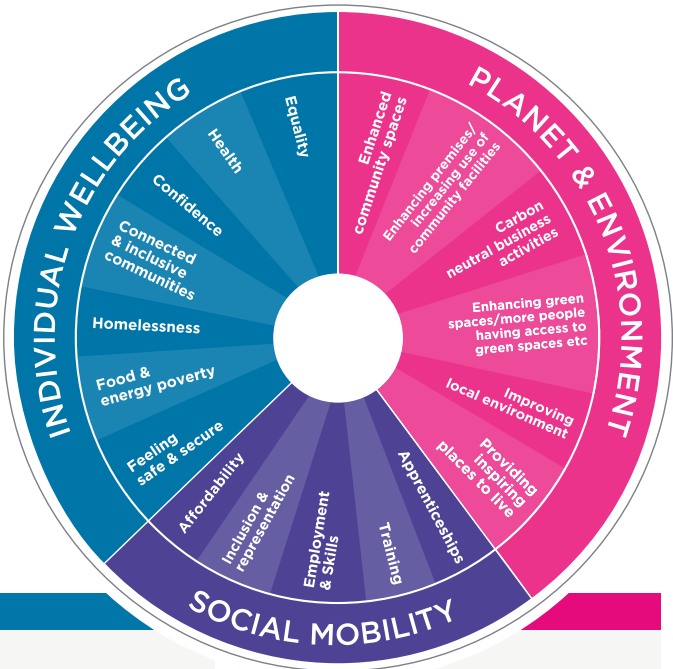 PLANET & ENVIRONMENT
Enhanced
community spaces
Enhancing premises/
increasing use of
community facilities
Carbon
neutral business
activities
Enhancing green
spaces/more people
having access to
green spaces etc
Improving
local environment
Providing
inspiring
places to live
SOCIAL MOBILITY
Apprenticeships
Training
Employment
& Skills
Inclusion &
representation
Affordability
INDIVIDUAL WELLBEING
Feeling
safe & secure
Food &
energy poverty
Homelessness
Connected
& inclusive
communities
Confidence
Health
Equality